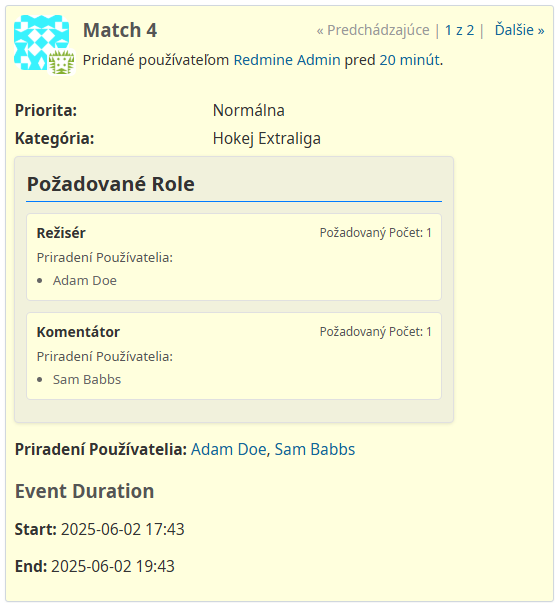 Match 4
« Predchádzajúce | 1 z 2 | Ďalšie »
Pridané používateľom Redmine Admin pred 20 minút.
Priorita: Normálna
Kategória: Hokej Extraliga
Požadované Role
Režisér Požadovaný Počet: 1
Priradení Používatelia:
• Adam Doe
Komentátor Požadovaný Počet: 1
Priradení Používatelia:
• Sam Babbs
Priradení Používatelia: Adam Doe, Sam Babbs
Event Duration
Start: 2025-06-02 17:43
End: 2025-06-02 19:43